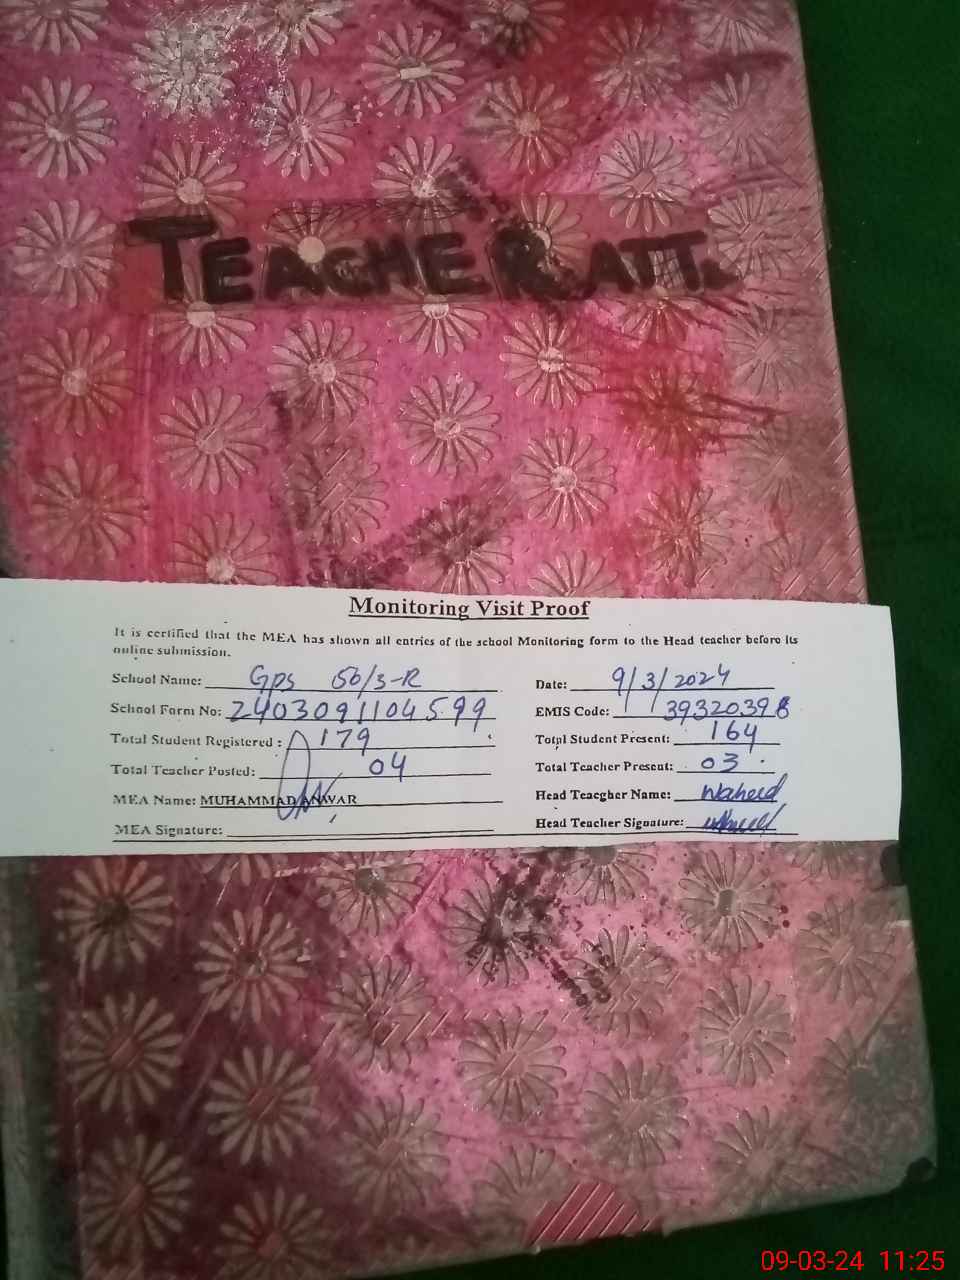 TEACHER ATT.
Monitoring Visit Proof
It is certified that the MEA has shown all entries of the school Monitoring form to the Head teacher before its
online submission.
School Name: GPS 50/3-R
Date: 9/3/2024
School Form No: 2403091104599
EMIS Code: 39320398
Total Student Registered : 179
Total Student Present: 164
Total Teacher Posted: 04
Total Teacher Present: 03
MEA Name: MUHAMMAD ANWAR
Head Teacgher Name: Waheed
MEA Signature:
Head Teacher Signature: Waheed
09-03-24 11:25